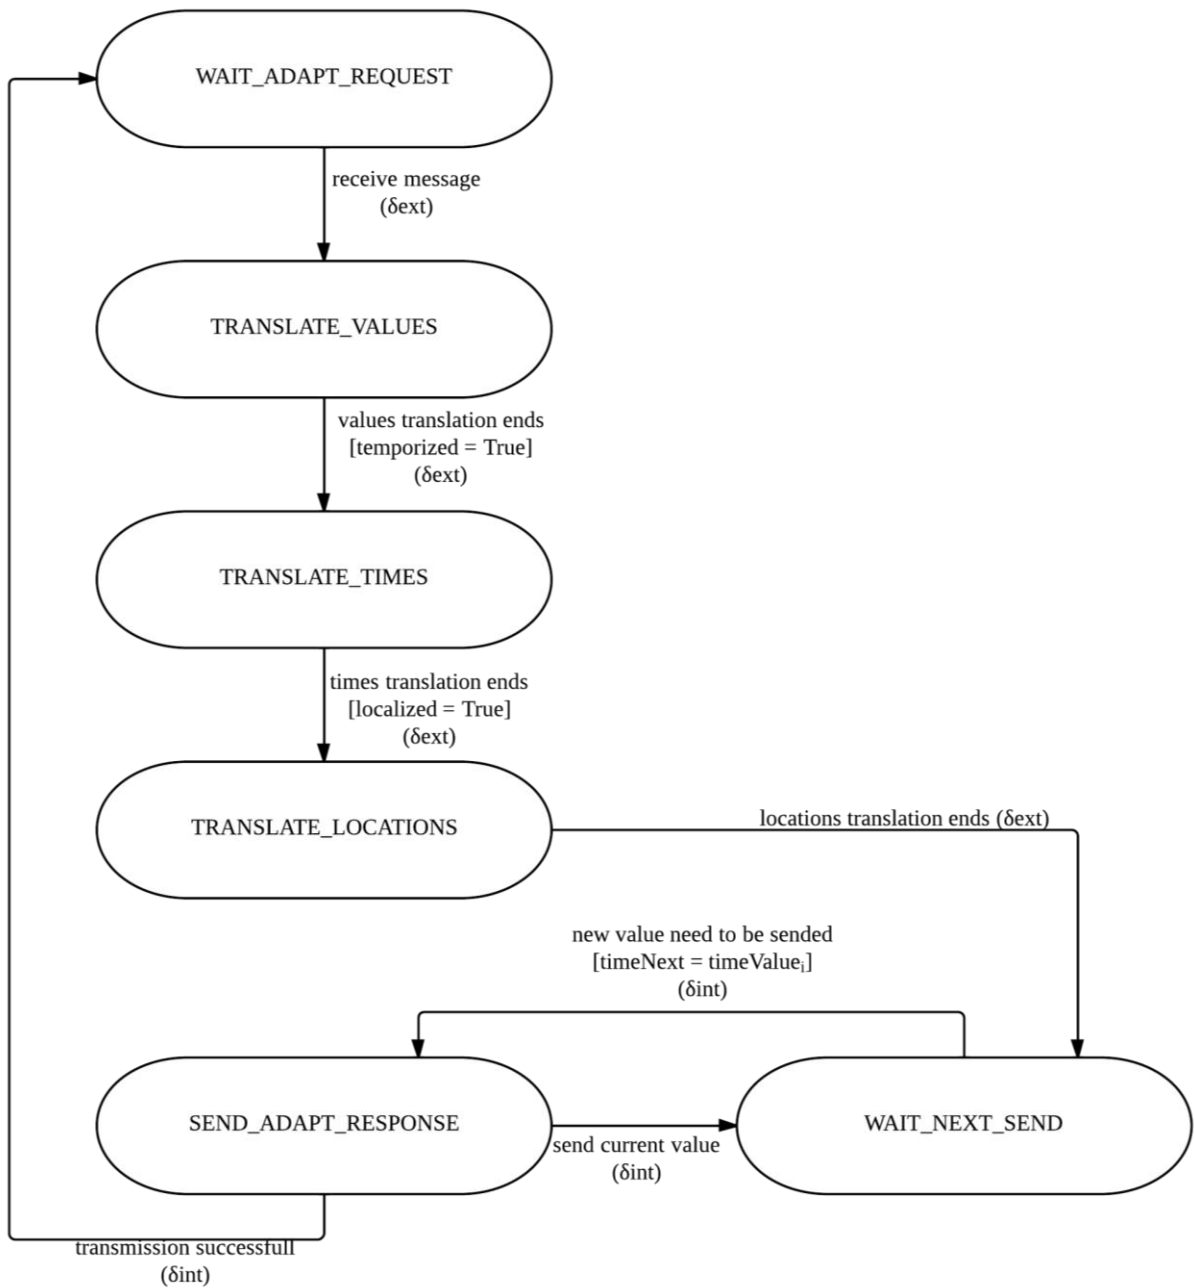 WAIT_ADAPT_REQUEST
receive message
(δext)
TRANSLATE_VALUES
values translation ends
[temporized = True]
(δext)
TRANSLATE_TIMES
times translation ends
[localized = True]
(δext)
TRANSLATE_LOCATIONS
locations translation ends (δext)
new value need to be sended
[timeNext = timeValueᵢ]
(δint)
SEND_ADAPT_RESPONSE
WAIT_NEXT_SEND
send current value
(δint)
transmission successfull
(δint)